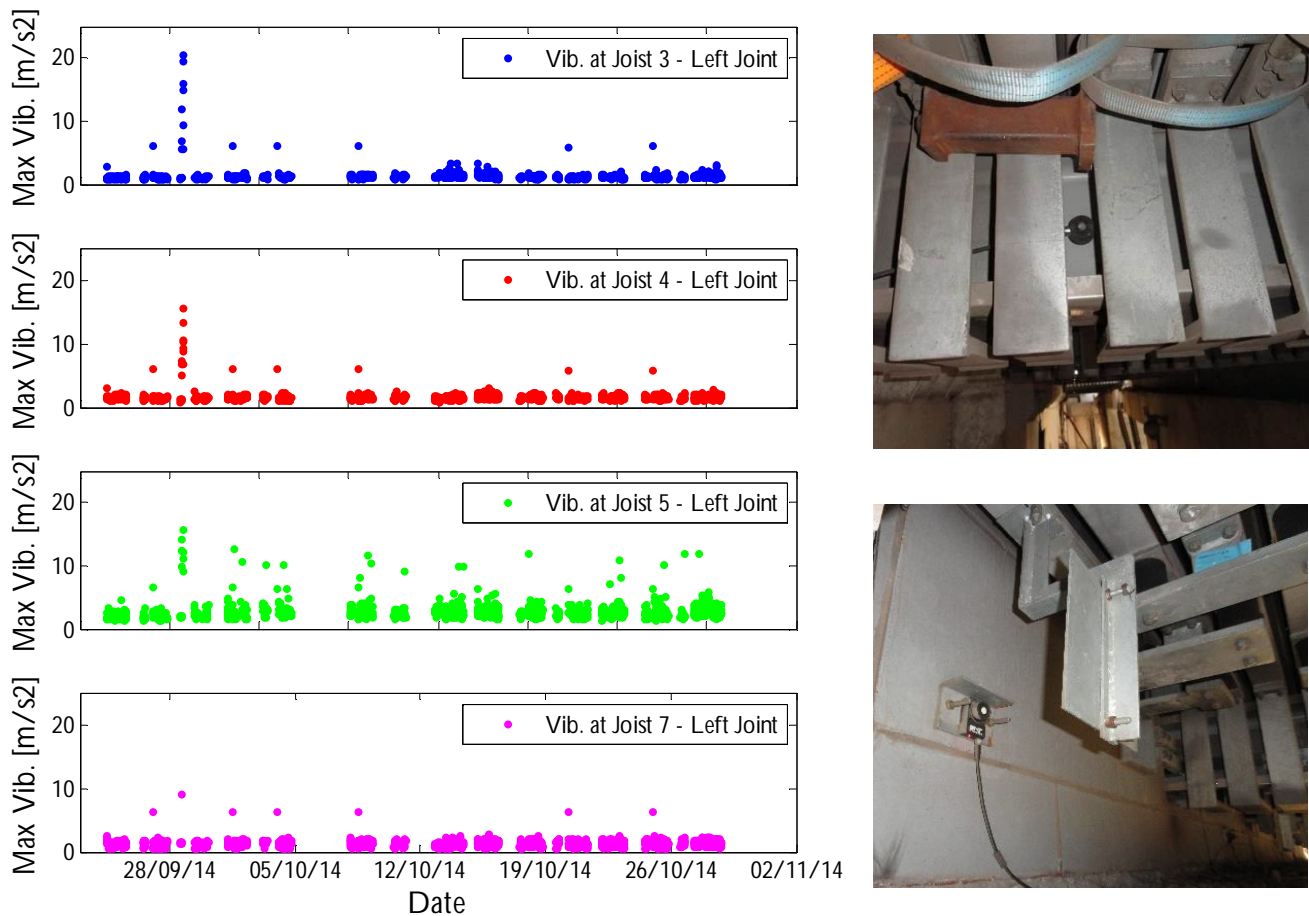 Max Vib. [m/s2]
20
10
0
Vib. at Joist 3 - Left Joint
Max Vib. [m/s2]
20
10
0
Vib. at Joist 4 - Left Joint
Max Vib. [m/s2]
20
10
0
Vib. at Joist 5 - Left Joint
Max Vib. [m/s2]
20
10
0
Vib. at Joist 7 - Left Joint
28/09/14 05/10/14 12/10/14 19/10/14 26/10/14 02/11/14
Date